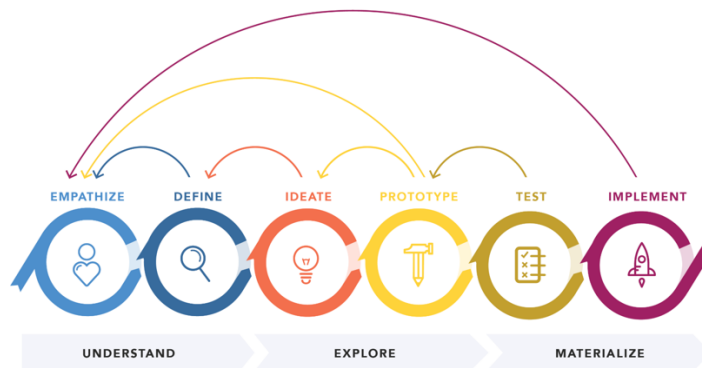 EMPATHIZE
DEFINE
IDEATE
PROTOTYPE
TEST
IMPLEMENT
UNDERSTAND
EXPLORE
MATERIALIZE